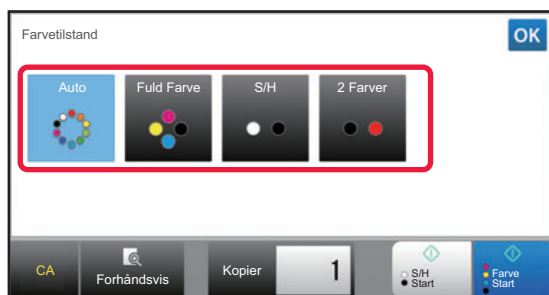 Farvetilstand
OK
Auto
Fuld Farve
S/H
2 Farver
CA
Forhåndsvis
Kopier
1
S/H
Start
Farve
Start